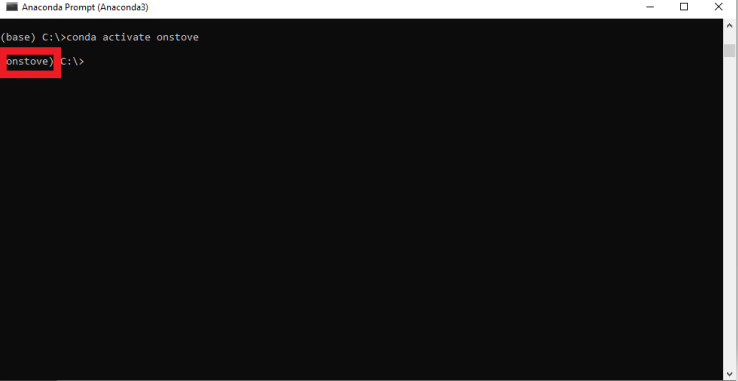 Anaconda Prompt (Anaconda3)
(base) C:\>conda activate onstove
onstove) C:\>